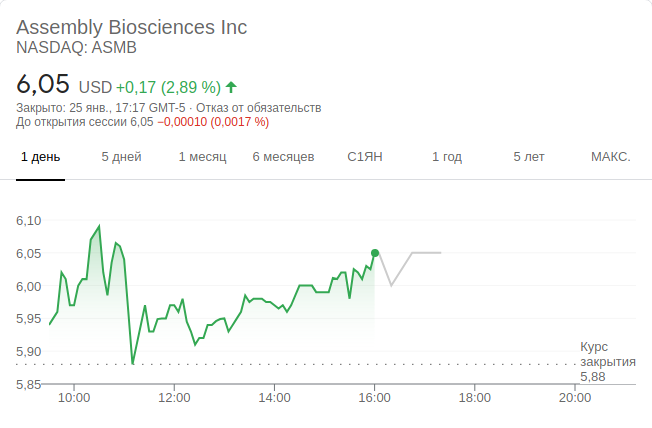 Assembly Biosciences Inc
NASDAQ: ASMB
6,05 USD +0,17 (2,89 %)
Закрыто: 25 янв., 17:17 GMT-5 · Отказ от обязательств
До открытия сессии 6,05 −0,00010 (0,0017 %)
1 день 5 дней 1 месяц 6 месяцев С1ЯН 1 год 5 лет МАКС.
6,10
6,05
6,00
5,95
5,90
5,85
Курс
закрытия
5,88
10:00 12:00 14:00 16:00 18:00 20:00